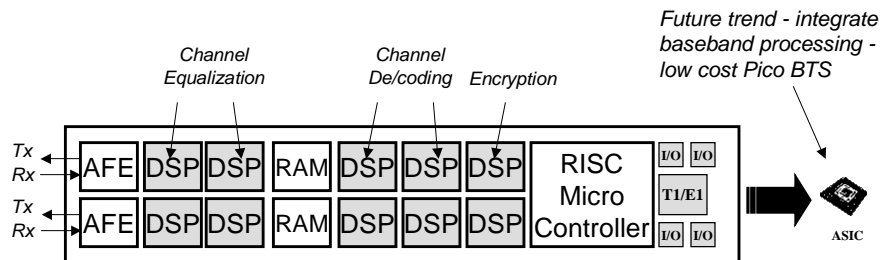 Future trend - integrate
baseband processing -
low cost Pico BTS
Channel
Equalization
Channel
De/coding
Encryption
Tx
Rx
AFE DSP DSP RAM DSP DSP DSP
RISC
Micro
Controller
I/O I/O
T1/E1
I/O I/O
Tx
Rx
AFE DSP DSP RAM DSP DSP DSP
ASIC